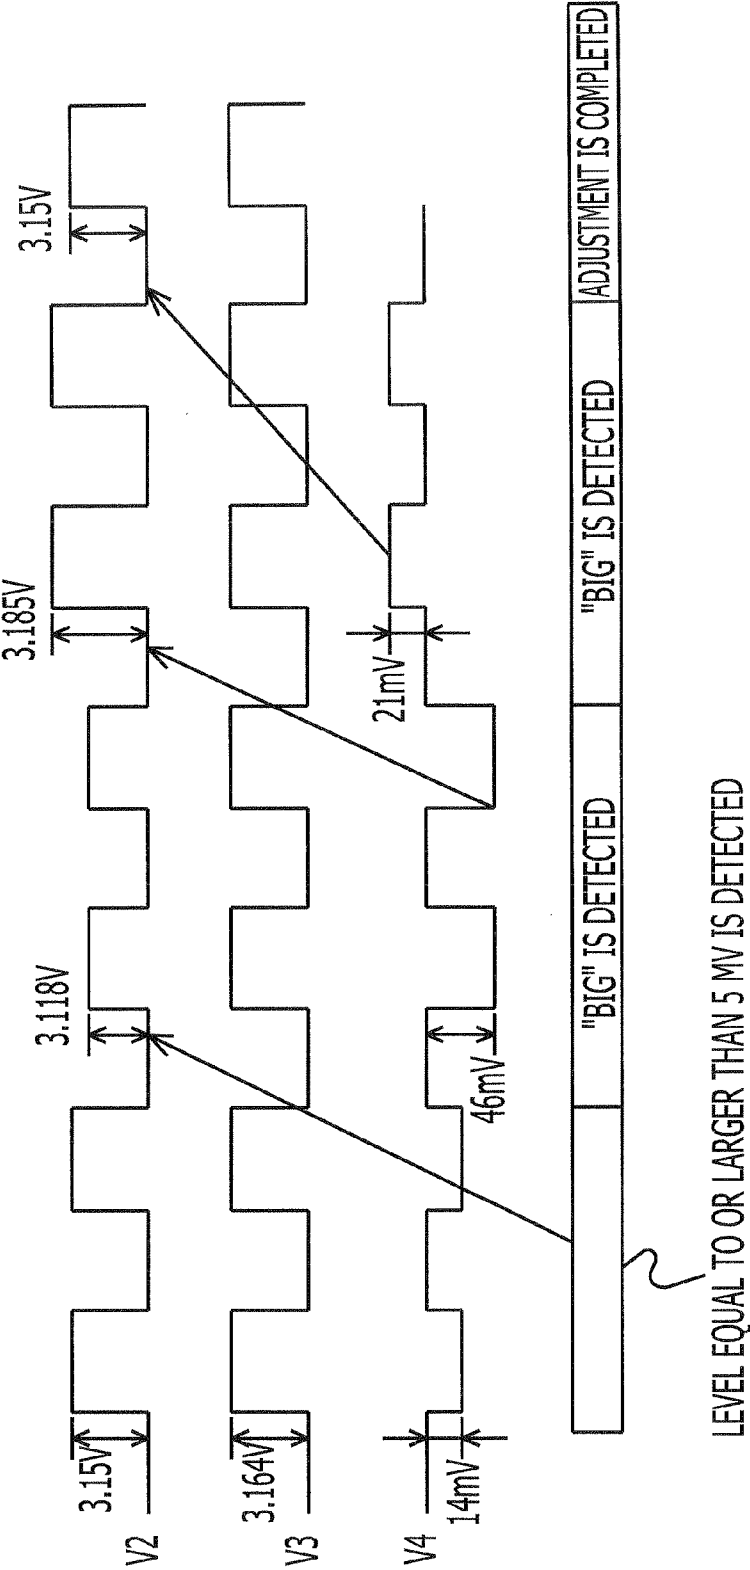 3.15V
3.118V
3.185V
3.15V
V2
3.164V
V3
14mV
46mV
21mV
V4
"BIG" IS DETECTED
"BIG" IS DETECTED
ADJUSTMENT IS COMPLETED
LEVEL EQUAL TO OR LARGER THAN 5 MV IS DETECTED